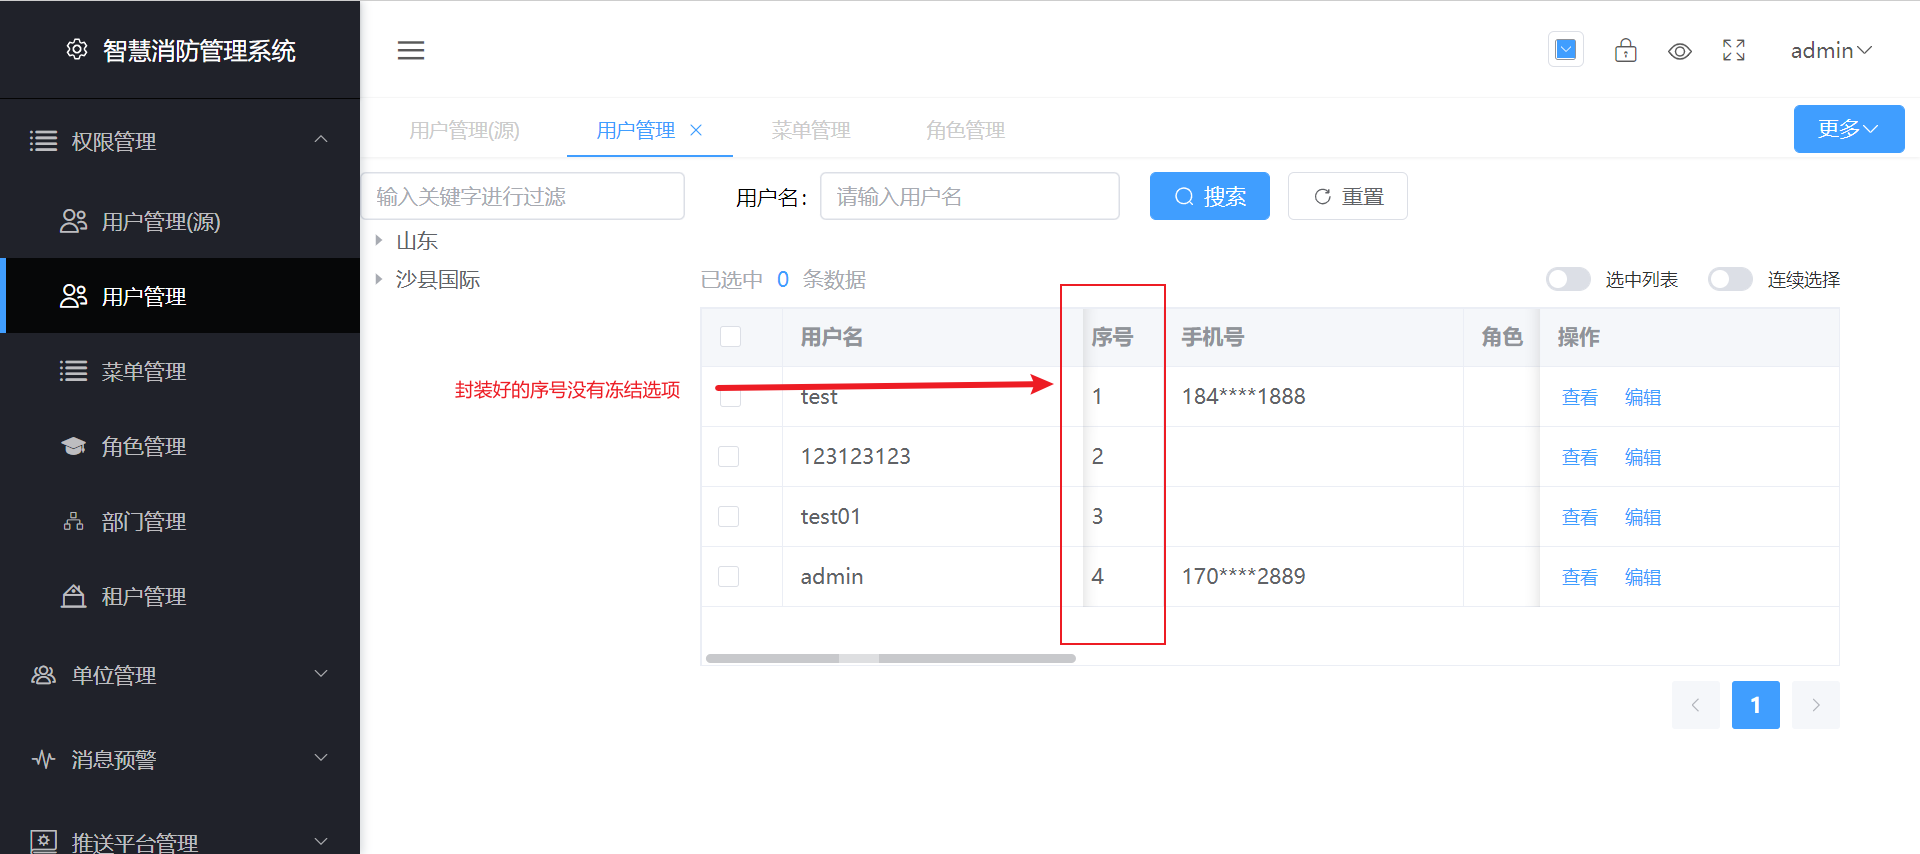 智慧消防管理系统
admin
权限管理
用户管理(源)
用户管理
菜单管理
角色管理
部门管理
租户管理
单位管理
消息预警
推送平台管理
用户管理(源) 用户管理 菜单管理 角色管理 更多
输入关键字进行过滤 用户名: 请输入用户名 搜索 重置
山东
沙县国际
已选中 0 条数据 选中列表 连续选择
用户名 序号 手机号 角色 操作
封装好的序号没有冻结选项
test 1 184****1888 查看 编辑
123123123 2 查看 编辑
test01 3 查看 编辑
admin 4 170****2889 查看 编辑
1